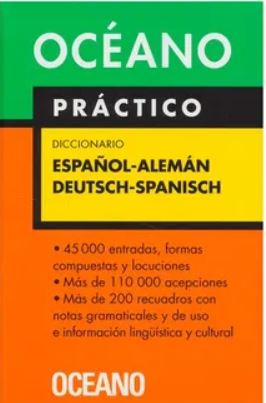 OCÉANO
PRÁCTICO
DICCIONARIO
ESPAÑOL-ALEMÁN
DEUTSCH-SPANISCH
• 45 000 entradas, formas
compuestas y locuciones
• Más de 110 000 acepciones
• Más de 200 recuadros con
notas gramaticales y de uso
e información lingüística y cultural
OCEANO